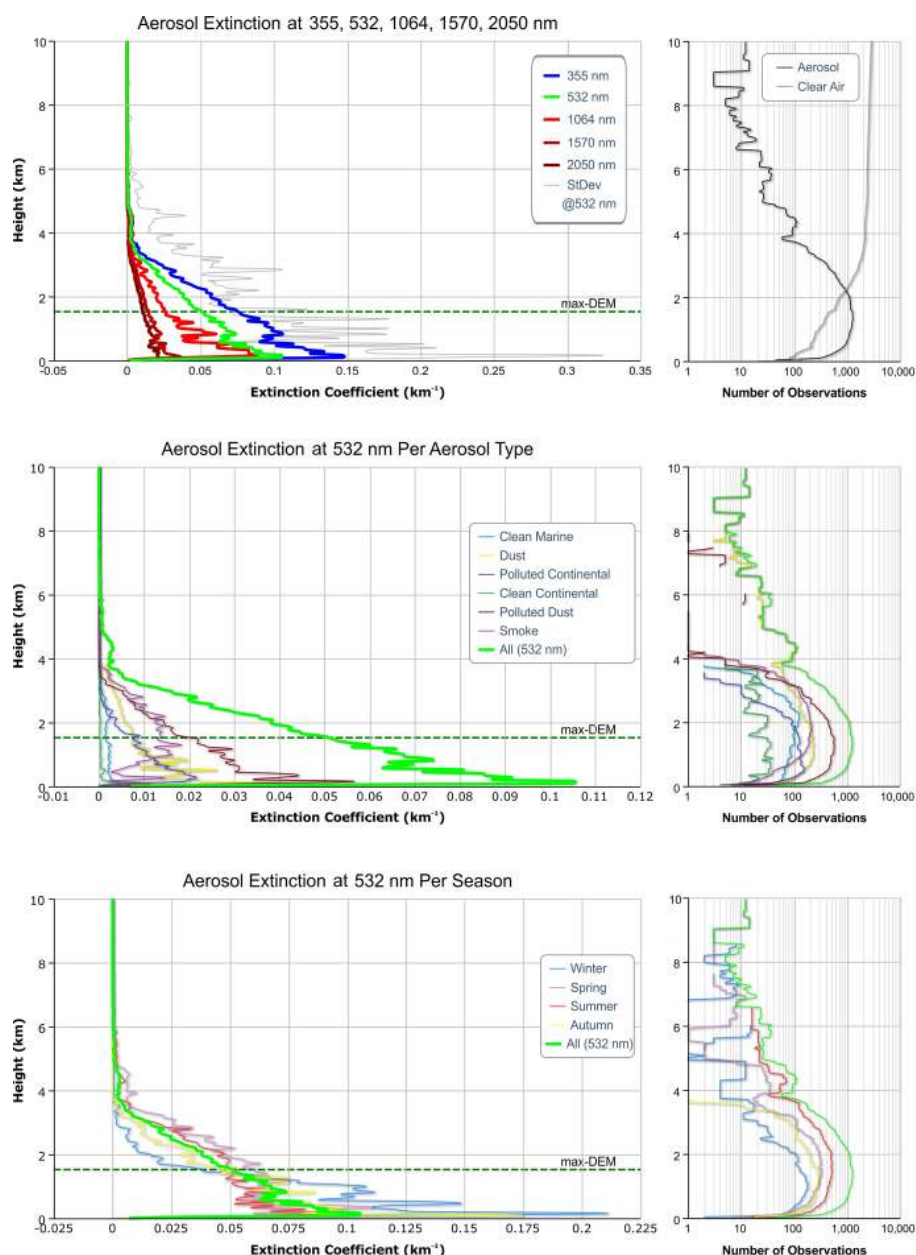 Aerosol Extinction at 355, 532, 1064, 1570, 2050 nm
10
8
6
4
2
0
Height (km)
355 nm
532 nm
1064 nm
1570 nm
2050 nm
StDev
@532 nm
max-DEM
-0.05 0 0.05 0.1 0.15 0.2 0.25 0.3 0.35
Extinction Coefficient (km⁻¹)
Aerosol
Clear Air
10
8
6
4
2
0
1 10 100 1,000 10,000
Number of Observations
Aerosol Extinction at 532 nm Per Aerosol Type
10
8
6
4
2
0
Height (km)
Clean Marine
Dust
Polluted Continental
Clean Continental
Polluted Dust
Smoke
All (532 nm)
max-DEM
-0.01 0 0.01 0.02 0.03 0.04 0.05 0.06 0.07 0.08 0.09 0.1 0.11 0.12
Extinction Coefficient (km⁻¹)
10
8
6
4
2
0
1 10 100 1,000 10,000
Number of Observations
Aerosol Extinction at 532 nm Per Season
10
8
6
4
2
0
Height (km)
Winter
Spring
Summer
Autumn
All (532 nm)
max-DEM
-0.025 0 0.025 0.05 0.075 0.1 0.125 0.15 0.175 0.2 0.225
Extinction Coefficient (km⁻¹)
10
8
6
4
2
0
1 10 100 1,000 10,000
Number of Observations